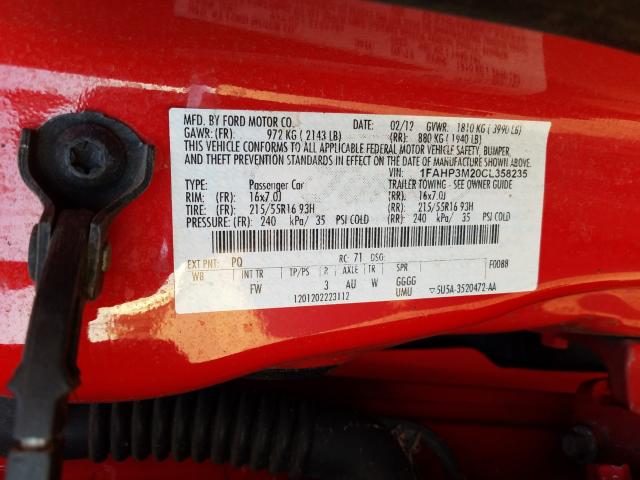 MFD. BY FORD MOTOR CO. DATE: 02/12 GVWR: 1810 KG ( 3990 LB)
GAWR: (FR): 972 KG ( 2143 LB) (RR): 880 KG ( 1940 LB)
THIS VEHICLE CONFORMS TO ALL APPLICABLE FEDERAL MOTOR VEHICLE SAFETY, BUMPER,
AND THEFT PREVENTION STANDARDS IN EFFECT ON THE DATE OF MANUFACTURE SHOWN ABOVE.
VIN: 1FAHP3M20CL358235
TYPE: Passenger Car TRAILER TOWING - SEE OWNER GUIDE
RIM: (FR): 16x7.0J (RR): 16x7.0J
TIRE: (FR): 215/55R16 93H (RR): 215/55R16 93H
PRESSURE: (FR): 240 kPa/ 35 PSI COLD (RR): 240 kPa/ 35 PSI COLD
EXT PNT: PQ RC: 71 DSO: F0088
WB INT TR TP/PS R AXLE TR SPR
FW 3 AU W GGGG
1201202223112 UMU ▽5U5A-3520472-AA